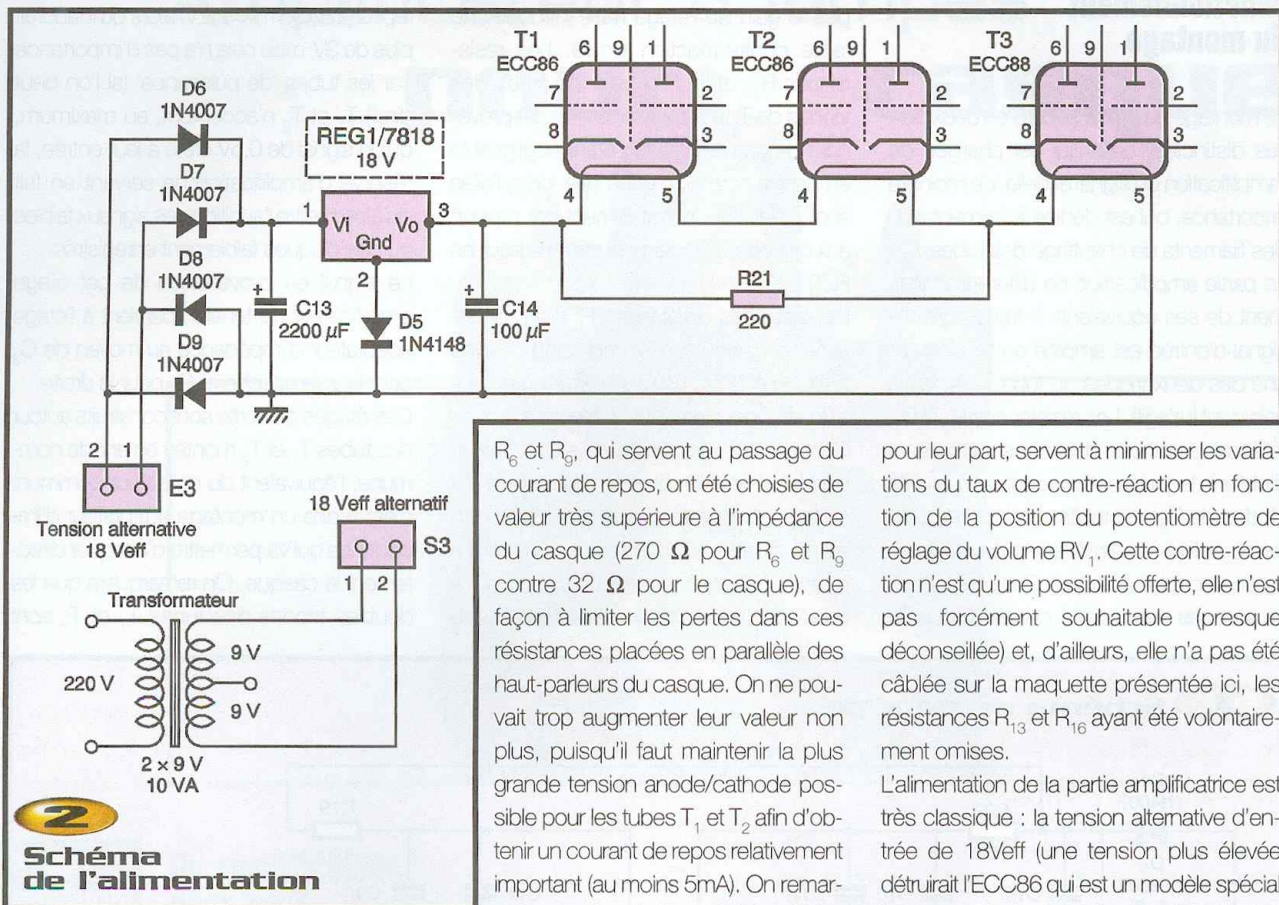 T1
ECC86
6 9 1
7 2
8 3
4 5
T2
ECC86
6 9 1
7 2
8 3
4 5
T3
ECC88
6 9 1
7 2
8 3
4 5
D6
1N4007
D7
1N4007
D8
1N4007
D9
1N4007
REG1/7818
18 V
1 3
Vi Vo
Gnd
2
+
C13
2200 µF
D5
1N4148
+
C14
100 µF
R21
220
2 1
E3
Tension alternative
18 Veff
18 Veff alternatif
S3
1 2
Transformateur
220 V
9 V
9 V
2 × 9 V
10 VA
2
Schéma
de l'alimentation
R6 et R9, qui servent au passage du
courant de repos, ont été choisies de
valeur très supérieure à l'impédance
du casque (270 Ω pour R6 et R9
contre 32 Ω pour le casque), de
façon à limiter les pertes dans ces
résistances placées en parallèle des
haut-parleurs du casque. On ne pou-
vait trop augmenter leur valeur non
plus, puisqu'il faut maintenir la plus
grande tension anode/cathode pos-
sible pour les tubes T1 et T2 afin d'ob-
tenir un courant de repos relativement
important (au moins 5mA). On remar-
pour leur part, servent à minimiser les varia-
tions du taux de contre-réaction en fonc-
tion de la position du potentiomètre de
réglage du volume RV1. Cette contre-réac-
tion n'est qu'une possibilité offerte, elle n'est
pas forcément souhaitable (presque
déconseillée) et, d'ailleurs, elle n'a pas été
câblée sur la maquette présentée ici, les
résistances R13 et R16 ayant été volontaire-
ment omises.
L'alimentation de la partie amplificatrice est
très classique : la tension alternative d'en-
trée de 18Veff (une tension plus élevée
détruirait l'ECC86 qui est un modèle spécial